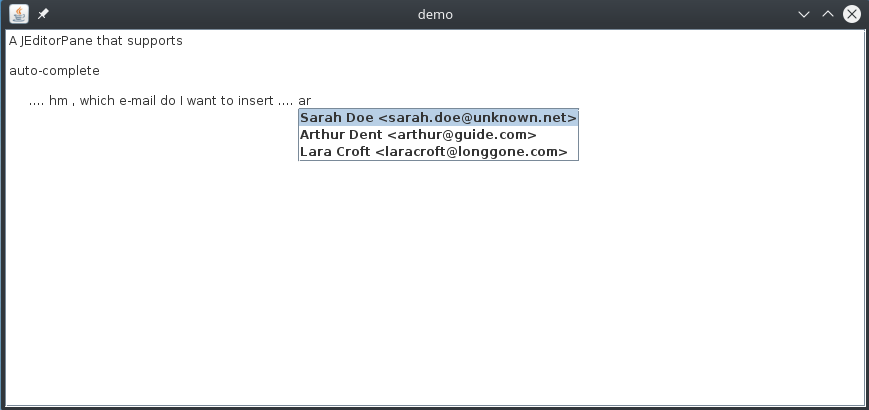 demo
A JEditorPane that supports
auto-complete
.... hm , which e-mail do I want to insert .... ar
Sarah Doe <sarah.doe@unknown.net>
Arthur Dent <arthur@guide.com>
Lara Croft <laracroft@longgone.com>